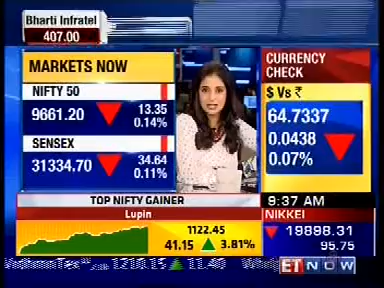 Bharti Infratel
407.00
MARKETS NOW
NIFTY 50
9661.20 13.35
0.14%
SENSEX
31334.70 34.64
0.11%
CURRENCY
CHECK
$ Vs ₹
64.7337
0.0438
0.07%
TOP NIFTY GAINER
Lupin
1122.45
41.15 3.81%
9:37 AM
NIKKEI
19898.31
95.75
11.40
ET NOW